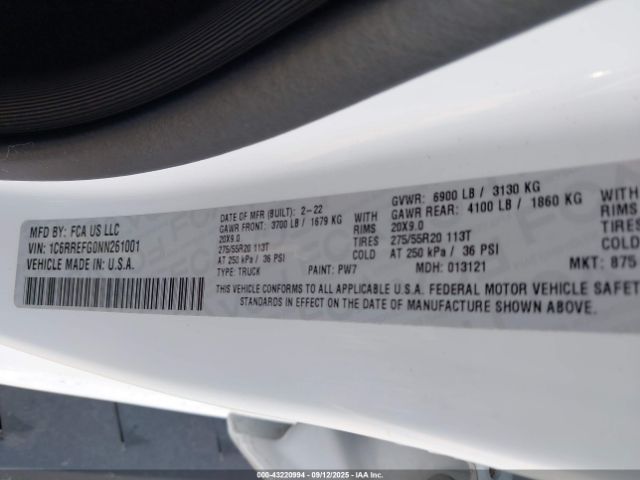 MFD BY: FCA US LLC
VIN: 1C6RREFG0NN261001
VEHICLE MADE IN: U.S.A.
DATE OF MFR (BUILT): 2-22
GAWR FRONT: 3700 LB / 1679 KG
20X9.0 RIMS
275/55R20 113T TIRES
AT 250 kPa / 36 PSI COLD
TYPE: TRUCK PAINT: PW7
GVWR: 6900 LB / 3130 KG
GAWR REAR: 4100 LB / 1860 KG WITH
20X9.0 RIMS
275/55R20 113T TIRES
AT 250 kPa / 36 PSI COLD
MDH: 013121 MKT: 875
THIS VEHICLE CONFORMS TO ALL APPLICABLE U.S.A. FEDERAL MOTOR VEHICLE SAFET
STANDARDS IN EFFECT ON THE DATE OF MANUFACTURE SHOWN ABOVE.
000-43220994 - 09/12/2025 - IAAI.COM